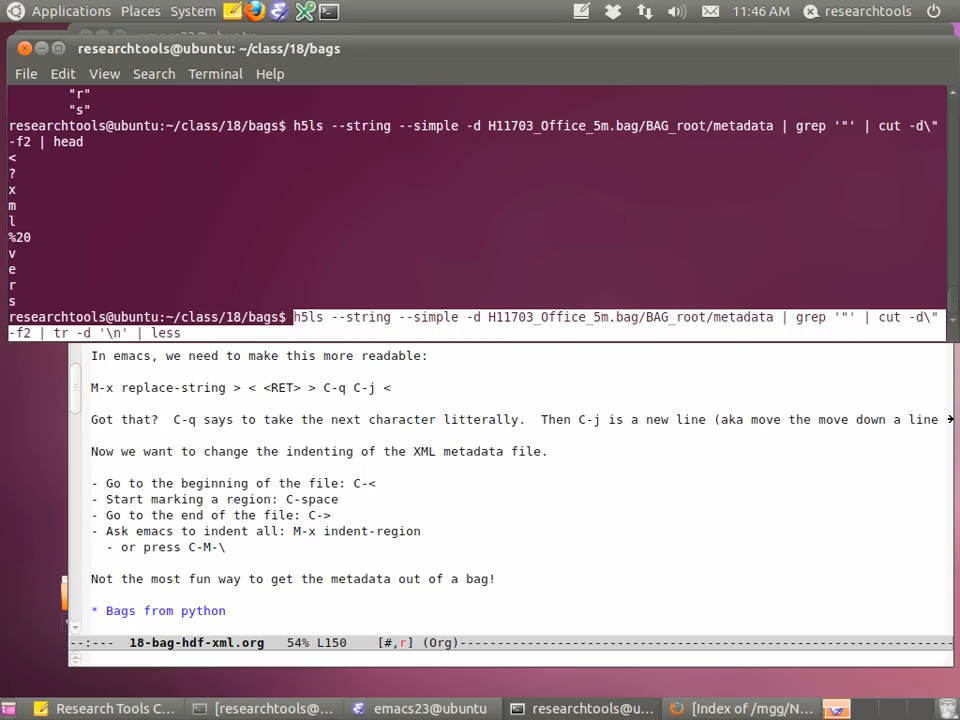 Applications Places System 11:46 AM researchtools
researchtools@ubuntu: ~/class/18/bags
File Edit View Search Terminal Help
"r"
"s"
researchtools@ubuntu:~/class/18/bags$ h5ls --string --simple -d H11703_Office_5m.bag/BAG_root/metadata | grep '"' | cut -d\"
-f2 | head
<
?
x
m
l
%20
v
e
r
s
researchtools@ubuntu:~/class/18/bags$ h5ls --string --simple -d H11703_Office_5m.bag/BAG_root/metadata | grep '"' | cut -d\"
-f2 | tr -d '\n' | less
In emacs, we need to make this more readable:
M-x replace-string > < <RET> > C-q C-j <
Got that?  C-q says to take the next character litterally.  Then C-j is a new line (aka move the move down a line
Now we want to change the indenting of the XML metadata file.
- Go to the beginning of the file: C-<
- Start marking a region: C-space
- Go to the end of the file: C->
- Ask emacs to indent all: M-x indent-region
- or press C-M-\
Not the most fun way to get the metadata out of a bag!
* Bags from python
--:--- 18-bag-hdf-xml.org 54% L150 [#,r] (Org)
Research Tools C... [researchtools@... emacs23@ubuntu researchtools@u... [Index of /mgg/N...